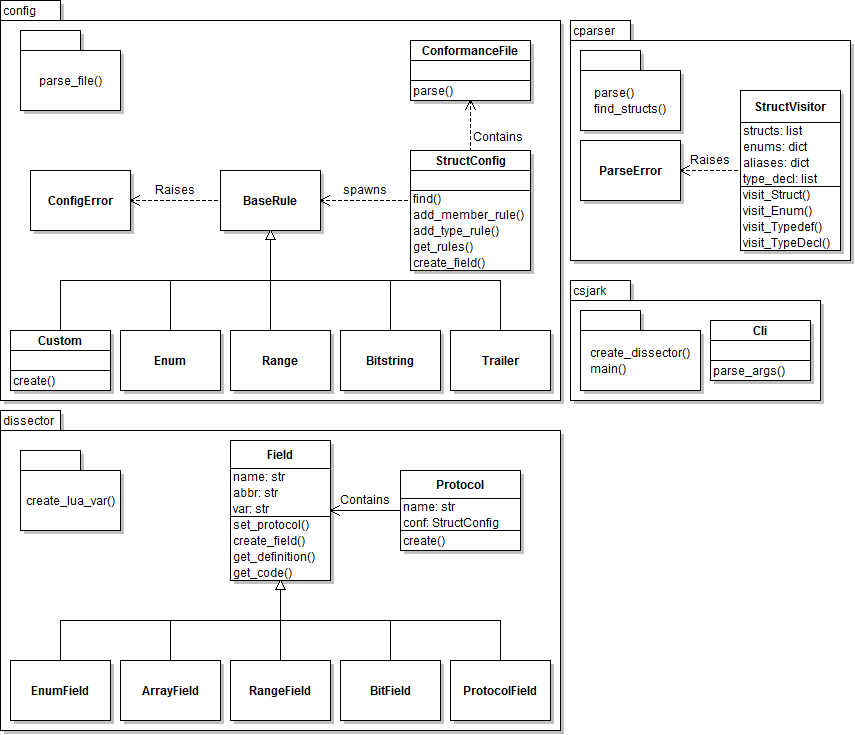 config
parse_file()
ConformanceFile
parse()
Contains
StructConfig
find()
add_member_rule()
add_type_rule()
get_rules()
create_field()
spawns
BaseRule
Raises
ConfigError
Custom
create()
Enum
Range
Bitstring
Trailer
cparser
parse()
find_structs()
ParseError
Raises
StructVisitor
structs: list
enums: dict
aliases: dict
type_decl: list
visit_Struct()
visit_Enum()
visit_Typedef()
visit_TypeDecl()
csjark
create_dissector()
main()
Cli
parse_args()
dissector
create_lua_var()
Field
name: str
abbr: str
var: str
set_protocol()
create_field()
get_definition()
get_code()
Contains
Protocol
name: str
conf: StructConfig
create()
EnumField
ArrayField
RangeField
BitField
ProtocolField